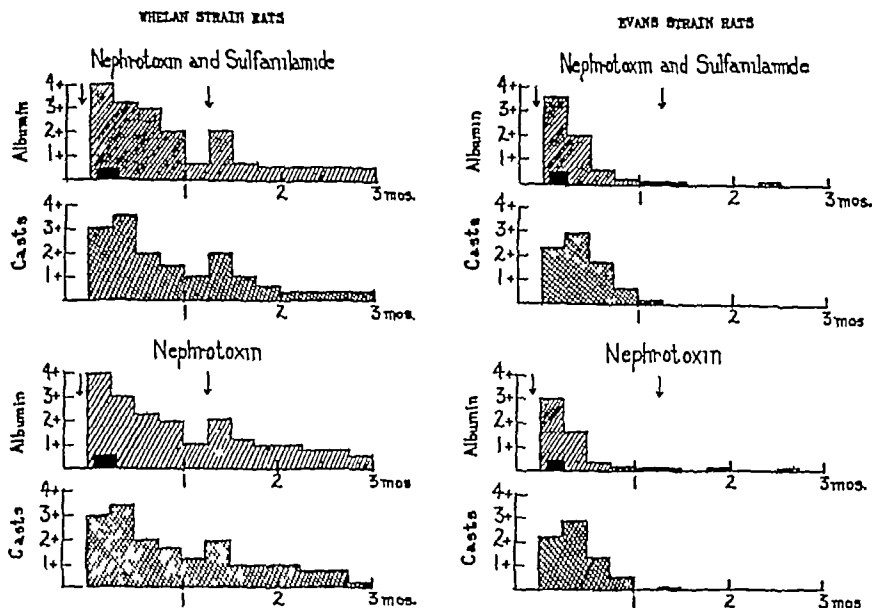 WHELAN STRAIN RATS
Nephrotoxin and Sulfanilamide
Albumin
4+
3+
2+
1+
1
2
3 mos.
Casts
4+
3+
2+
1+
1
2
3 mos.
Nephrotoxin
Albumin
4+
3+
2+
1+
1
2
3 mos.
Casts
4+
3+
2+
1+
1
2
3 mos.
EVANS STRAIN RATS
Nephrotoxin and Sulfanilamide
Albumin
4+
3+
2+
1+
1
2
3 mos.
Casts
4+
3+
2+
1+
1
2
3 mos
Nephrotoxin
Albumin
4+
3+
2+
1+
1
2
3 mos.
Casts
4+
3+
2+
1+
1
2
3 mos.